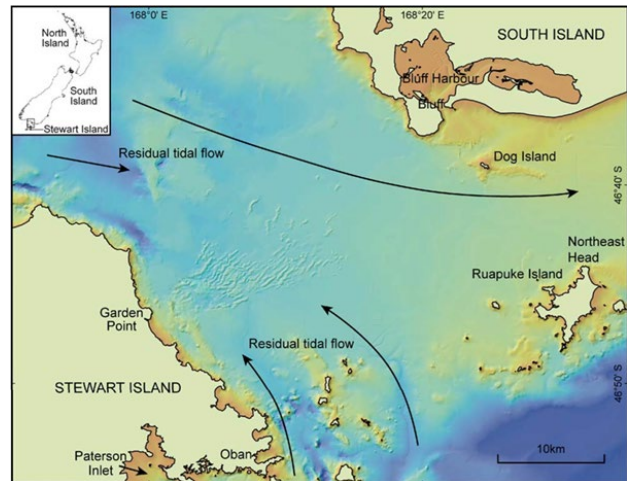 168°0' E
168°20' E
North
Island
South
Island
Stewart Island
SOUTH ISLAND
Bluff Harbour
Bluff
Residual tidal flow
Dog Island
46°40' S
Northeast
Head
Ruapuke Island
Garden
Point
Residual tidal flow
STEWART ISLAND
46°50' S
Paterson
Inlet
Oban
10km